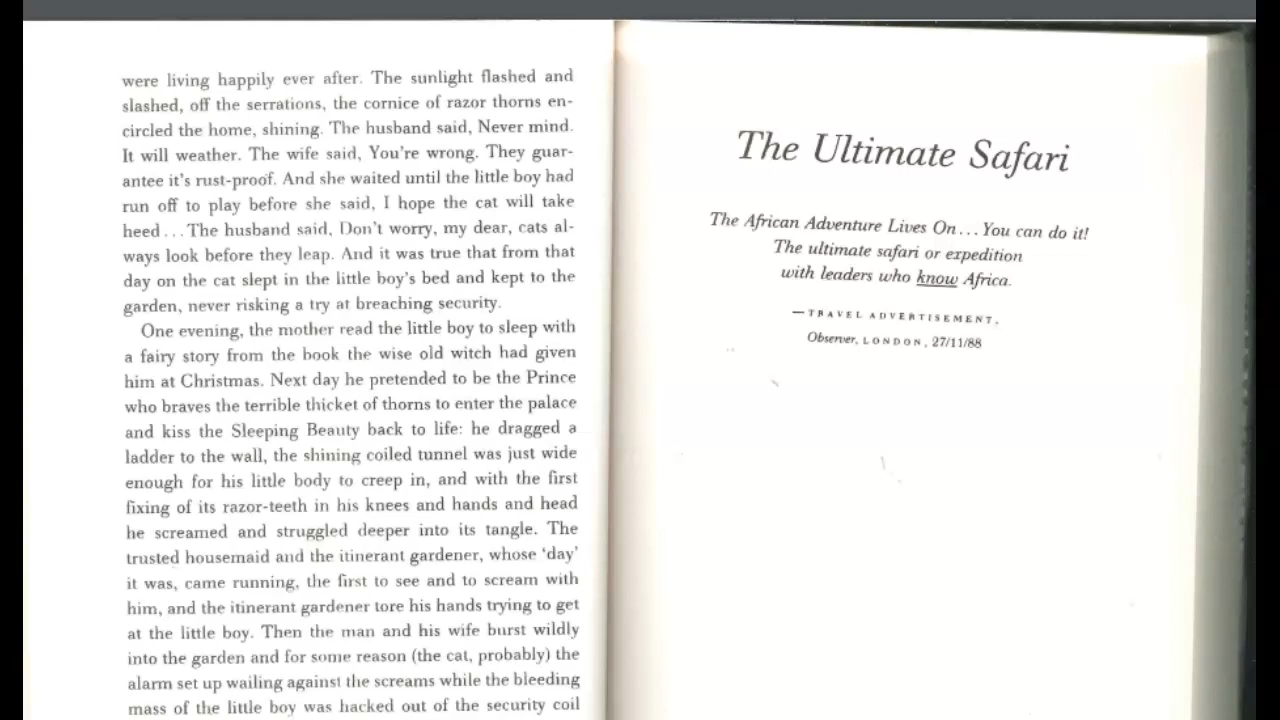 were living happily ever after. The sunlight flashed and
slashed, off the serrations, the cornice of razor thorns en-
circled the home, shining. The husband said, Never mind.
It will weather. The wife said, You're wrong. They guar-
antee it's rust-proof. And she waited until the little boy had
run off to play before she said, I hope the cat will take
heed... The husband said, Don't worry, my dear, cats al-
ways look before they leap. And it was true that from that
day on the cat slept in the little boy's bed and kept to the
garden, never risking a try at breaching security.
One evening, the mother read the little boy to sleep with
a fairy story from the book the wise old witch had given
him at Christmas. Next day he pretended to be the Prince
who braves the terrible thicket of thorns to enter the palace
and kiss the Sleeping Beauty back to life: he dragged a
ladder to the wall, the shining coiled tunnel was just wide
enough for his little body to creep in, and with the first
fixing of its razor-teeth in his knees and hands and head
he screamed and struggled deeper into its tangle. The
trusted housemaid and the itinerant gardener, whose 'day'
it was, came running, the first to see and to scream with
him, and the itinerant gardener tore his hands trying to get
at the little boy. Then the man and his wife burst wildly
into the garden and for some reason (the cat, probably) the
alarm set up wailing against the screams while the bleeding
mass of the little boy was hacked out of the security coil
The Ultimate Safari
The African Adventure Lives On...You can do it!
The ultimate safari or expedition
with leaders who know Africa.
—TRAVEL ADVERTISEMENT,
Observer, LONDON, 27/11/88